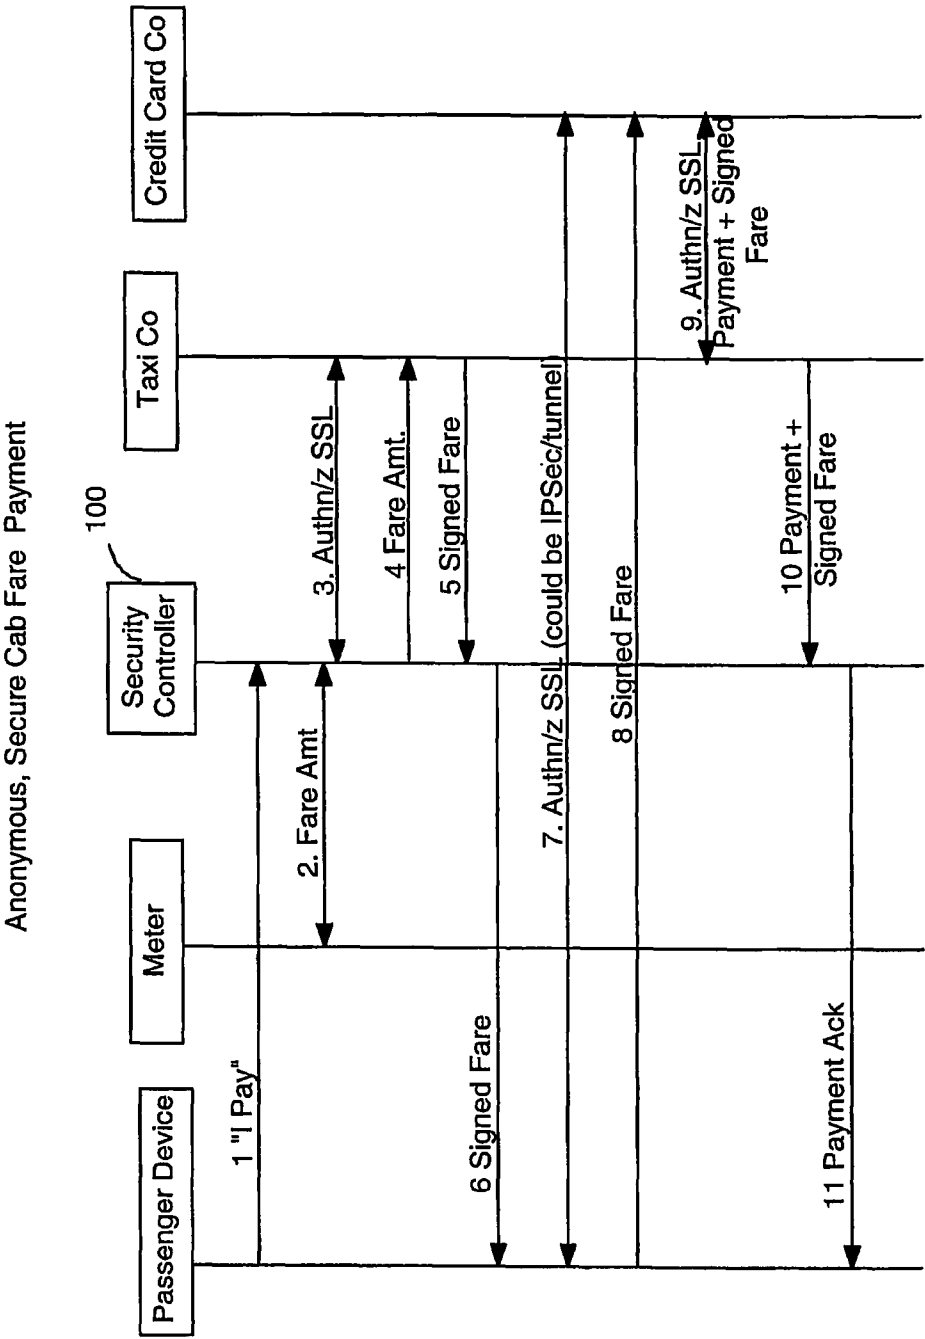 Anonymous, Secure Cab Fare Payment
Passenger Device
Meter
Security
Controller
100
Taxi Co
Credit Card Co
1 "I Pay"
2. Fare Amt
3. Authn/z SSL
4 Fare Amt.
5 Signed Fare
6 Signed Fare
7. Authn/z SSL (could be IPSec/tunnel)
8 Signed Fare
9. Authn/z SSL
Payment + Signed
Fare
10 Payment +
Signed Fare
11 Payment Ack